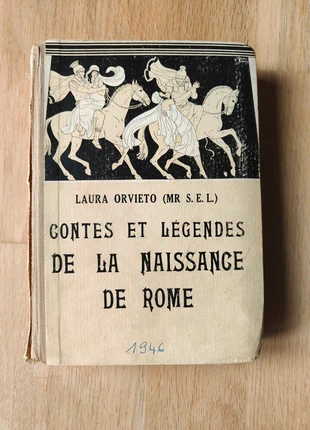 LAURA ORVIETO (MR S. E. L.)
CONTES ET LÉGENDES
DE LA NAISSANCE
DE ROME
1946